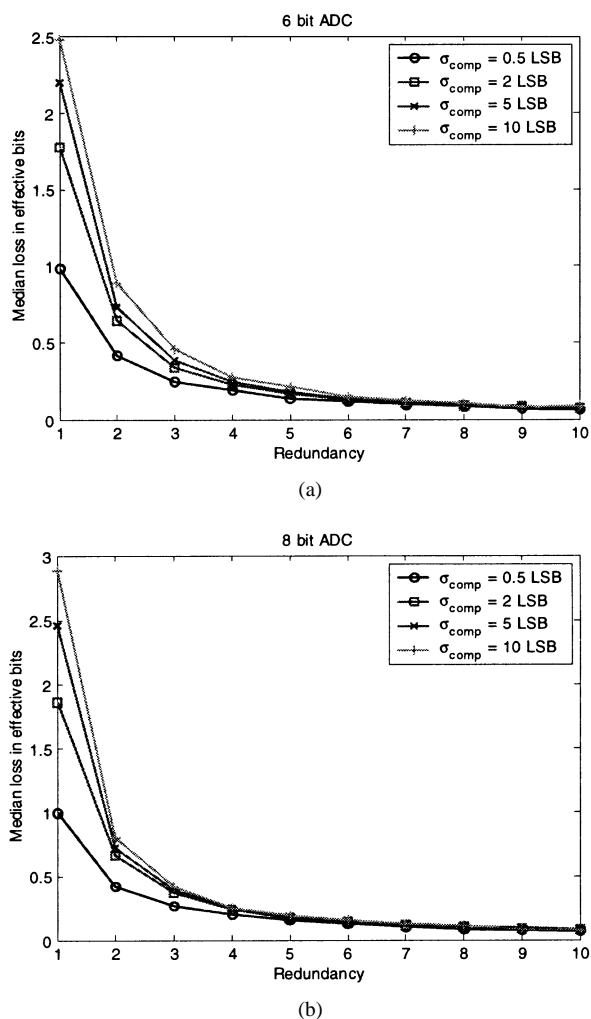 6 bit ADC
2.5
2
1.5
1
0.5
0
Median loss in effective bits
σcomp = 0.5 LSB
σcomp = 2 LSB
σcomp = 5 LSB
σcomp = 10 LSB
1 2 3 4 5 6 7 8 9 10
Redundancy
(a)
8 bit ADC
3
2.5
2
1.5
1
0.5
0
Median loss in effective bits
σcomp = 0.5 LSB
σcomp = 2 LSB
σcomp = 5 LSB
σcomp = 10 LSB
1 2 3 4 5 6 7 8 9 10
Redundancy
(b)